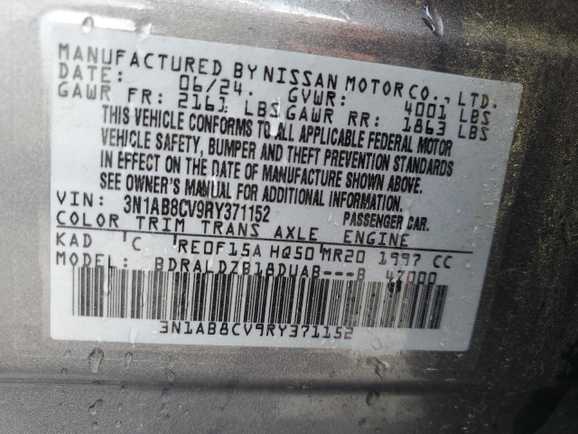 MANUFACTURED BY NISSAN MOTOR CO., LTD.
DATE: 06/24. GVWR: 4001 LBS
GAWR FR: 2161 LBS GAWR RR: 1863 LBS
THIS VEHICLE CONFORMS TO ALL APPLICABLE FEDERAL MOTOR
VEHICLE SAFETY, BUMPER AND THEFT PREVENTION STANDARDS
IN EFFECT ON THE DATE OF MANUFACTURE SHOWN ABOVE.
SEE OWNER'S MANUAL FOR ADDITIONAL INFORMATION.
VIN: 3N1AB8CV9RY371152 PASSENGER CAR.
COLOR TRIM TRANS AXLE ENGINE
KAD C RE0F15A HQ50 MR20 1997 CC
MODEL: BDRALDZB18DUAB---B 47000
3N1AB8CV9RY371152